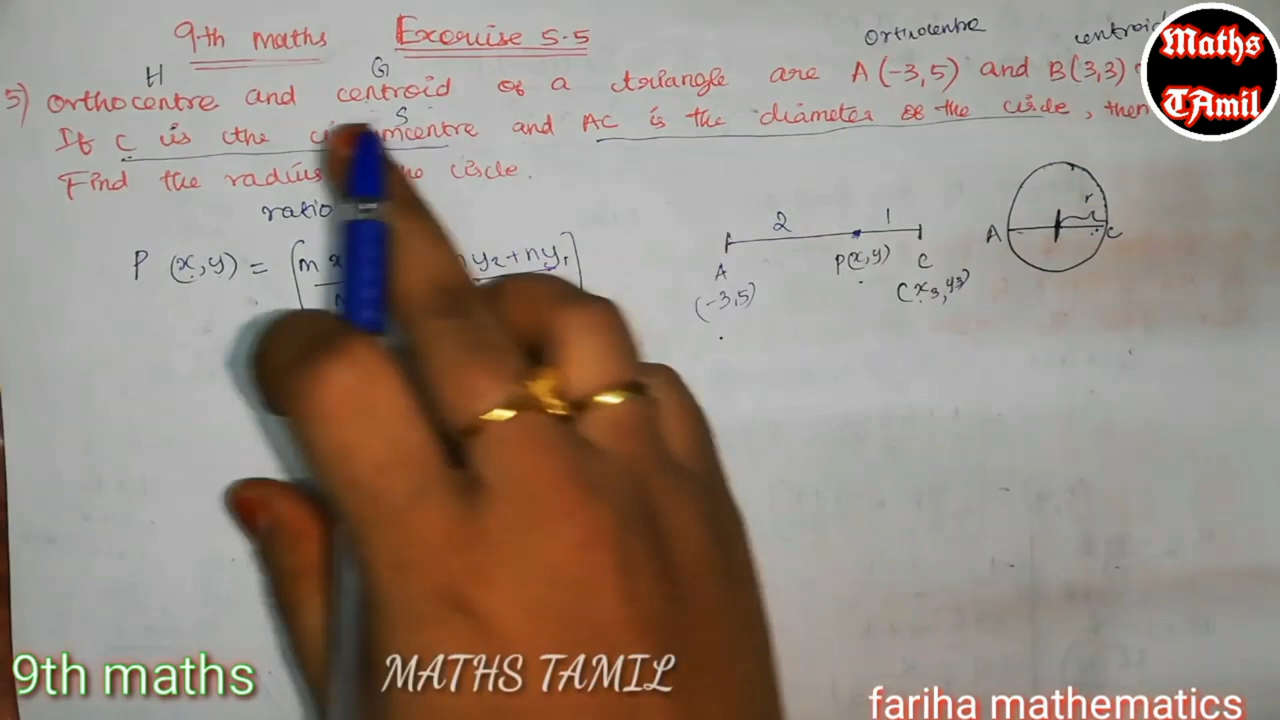 9th maths Exercise 5.5
Orthocentre
H G
5) Orthocentre and centroid of a triangle are A(-3,5) and B(3,3)
S
If C is the and AC is the diameter of the circle, then
Find the radius circle.
ratio
P (x,y) =
y₂+ny₁
2 1
A P(x,y) C
(-3,5) (x₃,y₃)
A r C
Maths
TAmil
9th maths
MATHS TAMIL
fariha mathematics